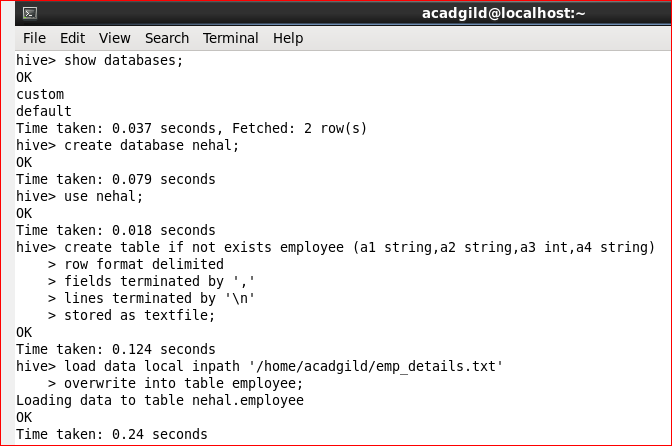 acadgild@localhost:~
File Edit View Search Terminal Help
hive> show databases;
OK
custom
default
Time taken: 0.037 seconds, Fetched: 2 row(s)
hive> create database nehal;
OK
Time taken: 0.079 seconds
hive> use nehal;
OK
Time taken: 0.018 seconds
hive> create table if not exists employee (a1 string,a2 string,a3 int,a4 string)
    > row format delimited
    > fields terminated by ','
    > lines terminated by '\n'
    > stored as textfile;
OK
Time taken: 0.124 seconds
hive> load data local inpath '/home/acadgild/emp_details.txt'
    > overwrite into table employee;
Loading data to table nehal.employee
OK
Time taken: 0.24 seconds